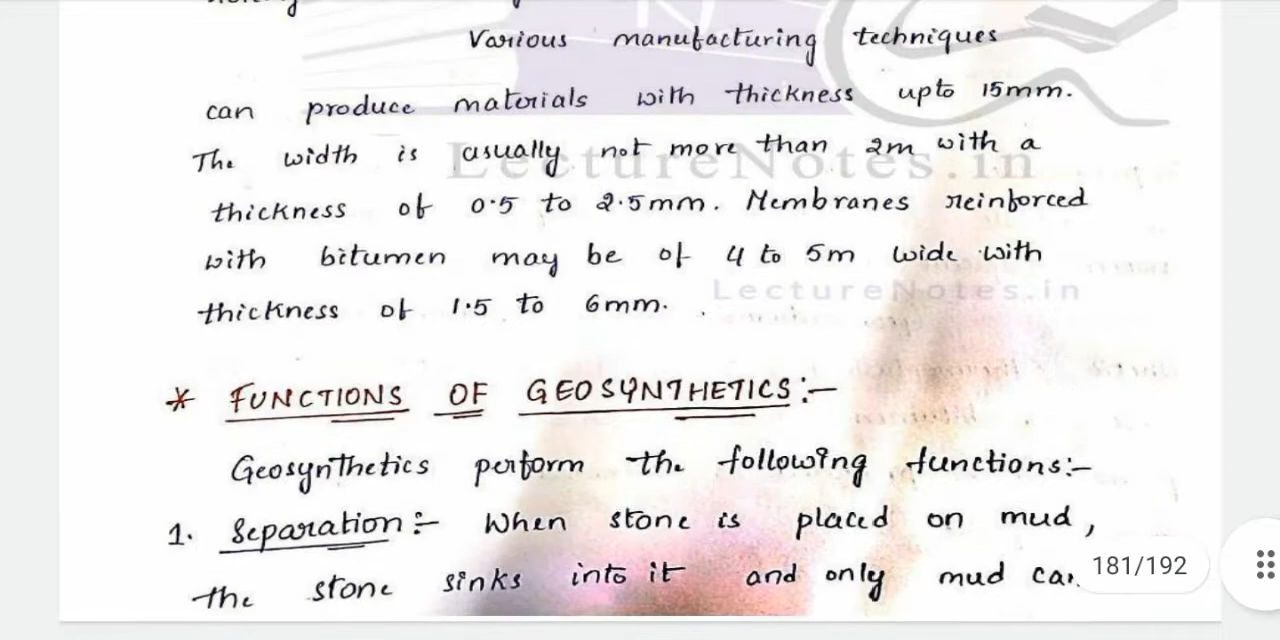 Various manufacturing techniques
can produce materials with thickness upto 15mm.
The width is usually not more than 2m with a
LectureNotes.in
thickness of 0.5 to 2.5mm. Membranes reinforced
with bitumen may be of 4 to 5m wide with
LectureNotes.in
thickness of 1.5 to 6mm.
* FUNCTIONS OF GEOSYNTHETICS:-
Geosynthetics perform the following functions:-
1. Separation:- When stone is placed on mud,
the stone sinks into it and only mud
181/192